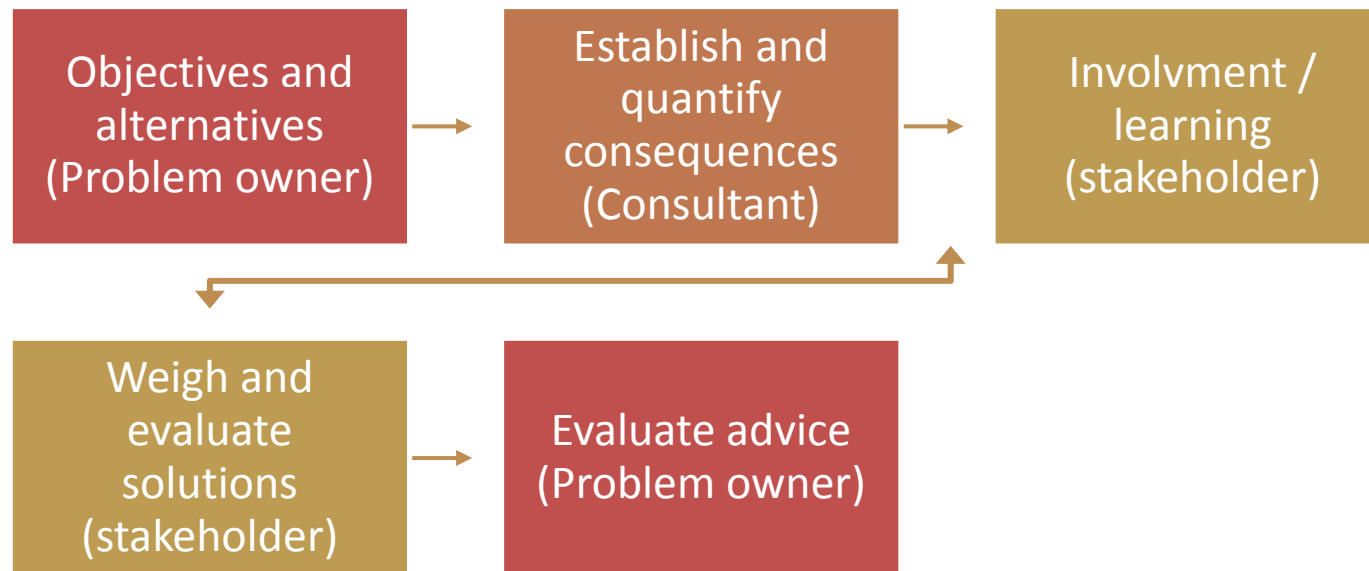 Objectives and
alternatives
(Problem owner)
Establish and
quantify
consequences
(Consultant)
Involvment /
learning
(stakeholder)
Weigh and
evaluate
solutions
(stakeholder)
Evaluate advice
(Problem owner)